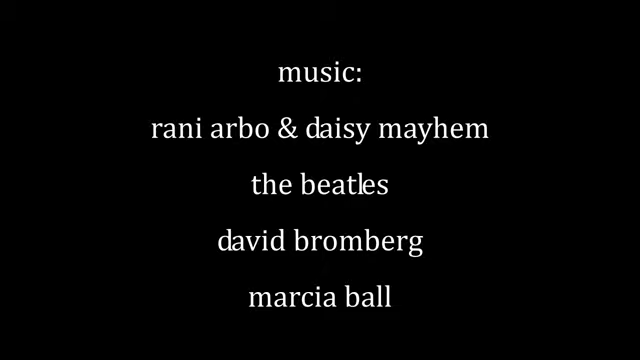 music:
rani arbo & daisy mayhem
the beatles
david bromberg
marcia ball